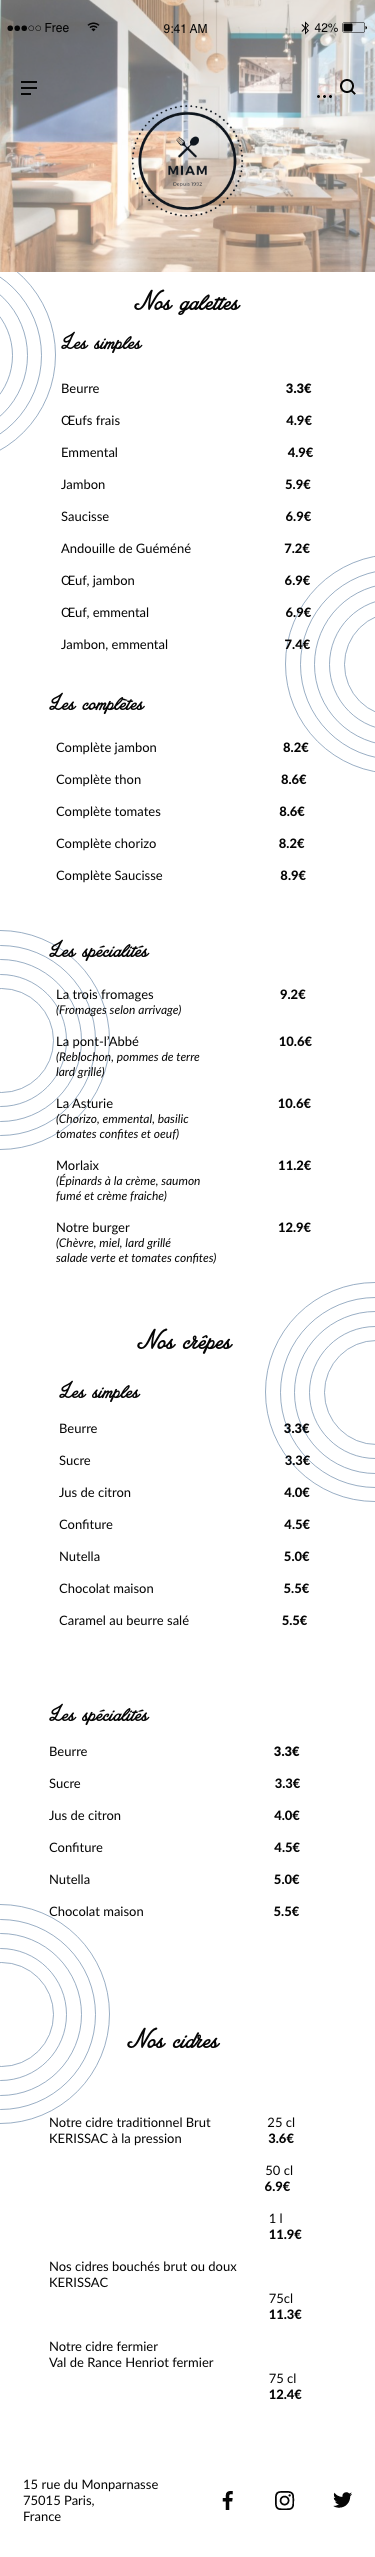 Free 9:41 AM 42%
MIAM
Depuis 1992
Nos galettes
Les simples
Beurre 3.3€
Œufs frais 4.9€
Emmental 4.9€
Jambon 5.9€
Saucisse 6.9€
Andouille de Guéméné 7.2€
Œuf, jambon 6.9€
Œuf, emmental 6.9€
Jambon, emmental 7.4€
Les complètes
Complète jambon 8.2€
Complète thon 8.6€
Complète tomates 8.6€
Complète chorizo 8.2€
Complète Saucisse 8.9€
Les spécialités
La trois fromages 9.2€
(Fromages selon arrivage)
La pont-l'Abbé 10.6€
(Reblochon, pommes de terre
lard grillé)
La Asturie 10.6€
(Chorizo, emmental, basilic
tomates confites et oeuf)
Morlaix 11.2€
(Épinards à la crème, saumon
fumé et crème fraiche)
Notre burger 12.9€
(Chèvre, miel, lard grillé
salade verte et tomates confites)
Nos crêpes
Les simples
Beurre 3.3€
Sucre 3.3€
Jus de citron 4.0€
Confiture 4.5€
Nutella 5.0€
Chocolat maison 5.5€
Caramel au beurre salé 5.5€
Les spécialités
Beurre 3.3€
Sucre 3.3€
Jus de citron 4.0€
Confiture 4.5€
Nutella 5.0€
Chocolat maison 5.5€
Nos cidres
Notre cidre traditionnel Brut 25 cl
KERISSAC à la pression 3.6€
50 cl
6.9€
1 l
11.9€
Nos cidres bouchés brut ou doux
KERISSAC
75cl
11.3€
Notre cidre fermier
Val de Rance Henriot fermier
75 cl
12.4€
15 rue du Monparnasse
75015 Paris,
France